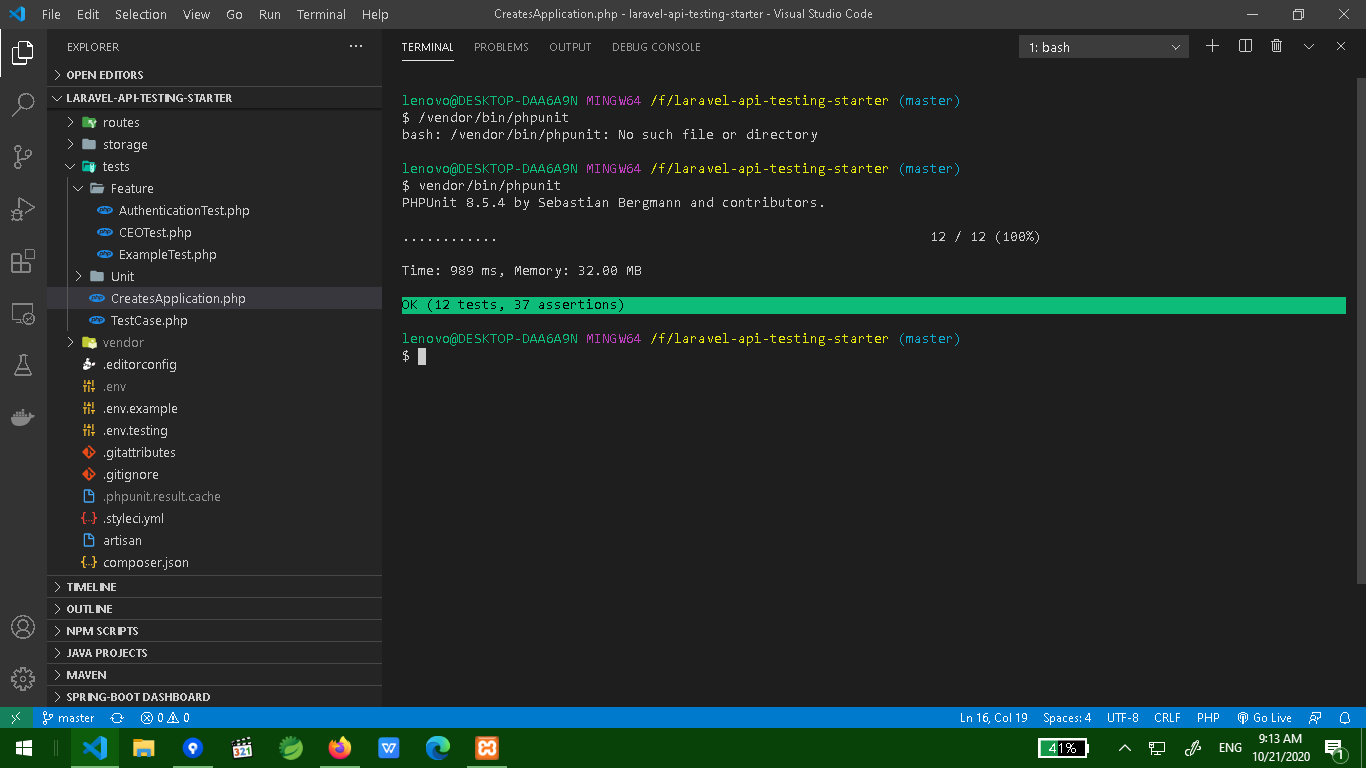 File Edit Selection View Go Run Terminal Help
CreatesApplication.php - laravel-api-testing-starter - Visual Studio Code
EXPLORER
OPEN EDITORS
LARAVEL-API-TESTING-STARTER
routes
storage
tests
Feature
AuthenticationTest.php
CEOTest.php
ExampleTest.php
Unit
CreatesApplication.php
TestCase.php
vendor
.editorconfig
.env
.env.example
.env.testing
.gitattributes
.gitignore
.phpunit.result.cache
.styleci.yml
artisan
composer.json
TIMELINE
OUTLINE
NPM SCRIPTS
JAVA PROJECTS
MAVEN
SPRING-BOOT DASHBOARD
TERMINAL PROBLEMS OUTPUT DEBUG CONSOLE
1: bash
lenovo@DESKTOP-DAA6A9N MINGW64 /f/laravel-api-testing-starter (master)
$ /vendor/bin/phpunit
bash: /vendor/bin/phpunit: No such file or directory
lenovo@DESKTOP-DAA6A9N MINGW64 /f/laravel-api-testing-starter (master)
$ vendor/bin/phpunit
PHPUnit 8.5.4 by Sebastian Bergmann and contributors.
............ 12 / 12 (100%)
Time: 989 ms, Memory: 32.00 MB
OK (12 tests, 37 assertions)
lenovo@DESKTOP-DAA6A9N MINGW64 /f/laravel-api-testing-starter (master)
$
master 0 0
Ln 16, Col 19 Spaces: 4 UTF-8 CRLF PHP Go Live
321
W
41% ENG
9:13 AM
10/21/2020
1